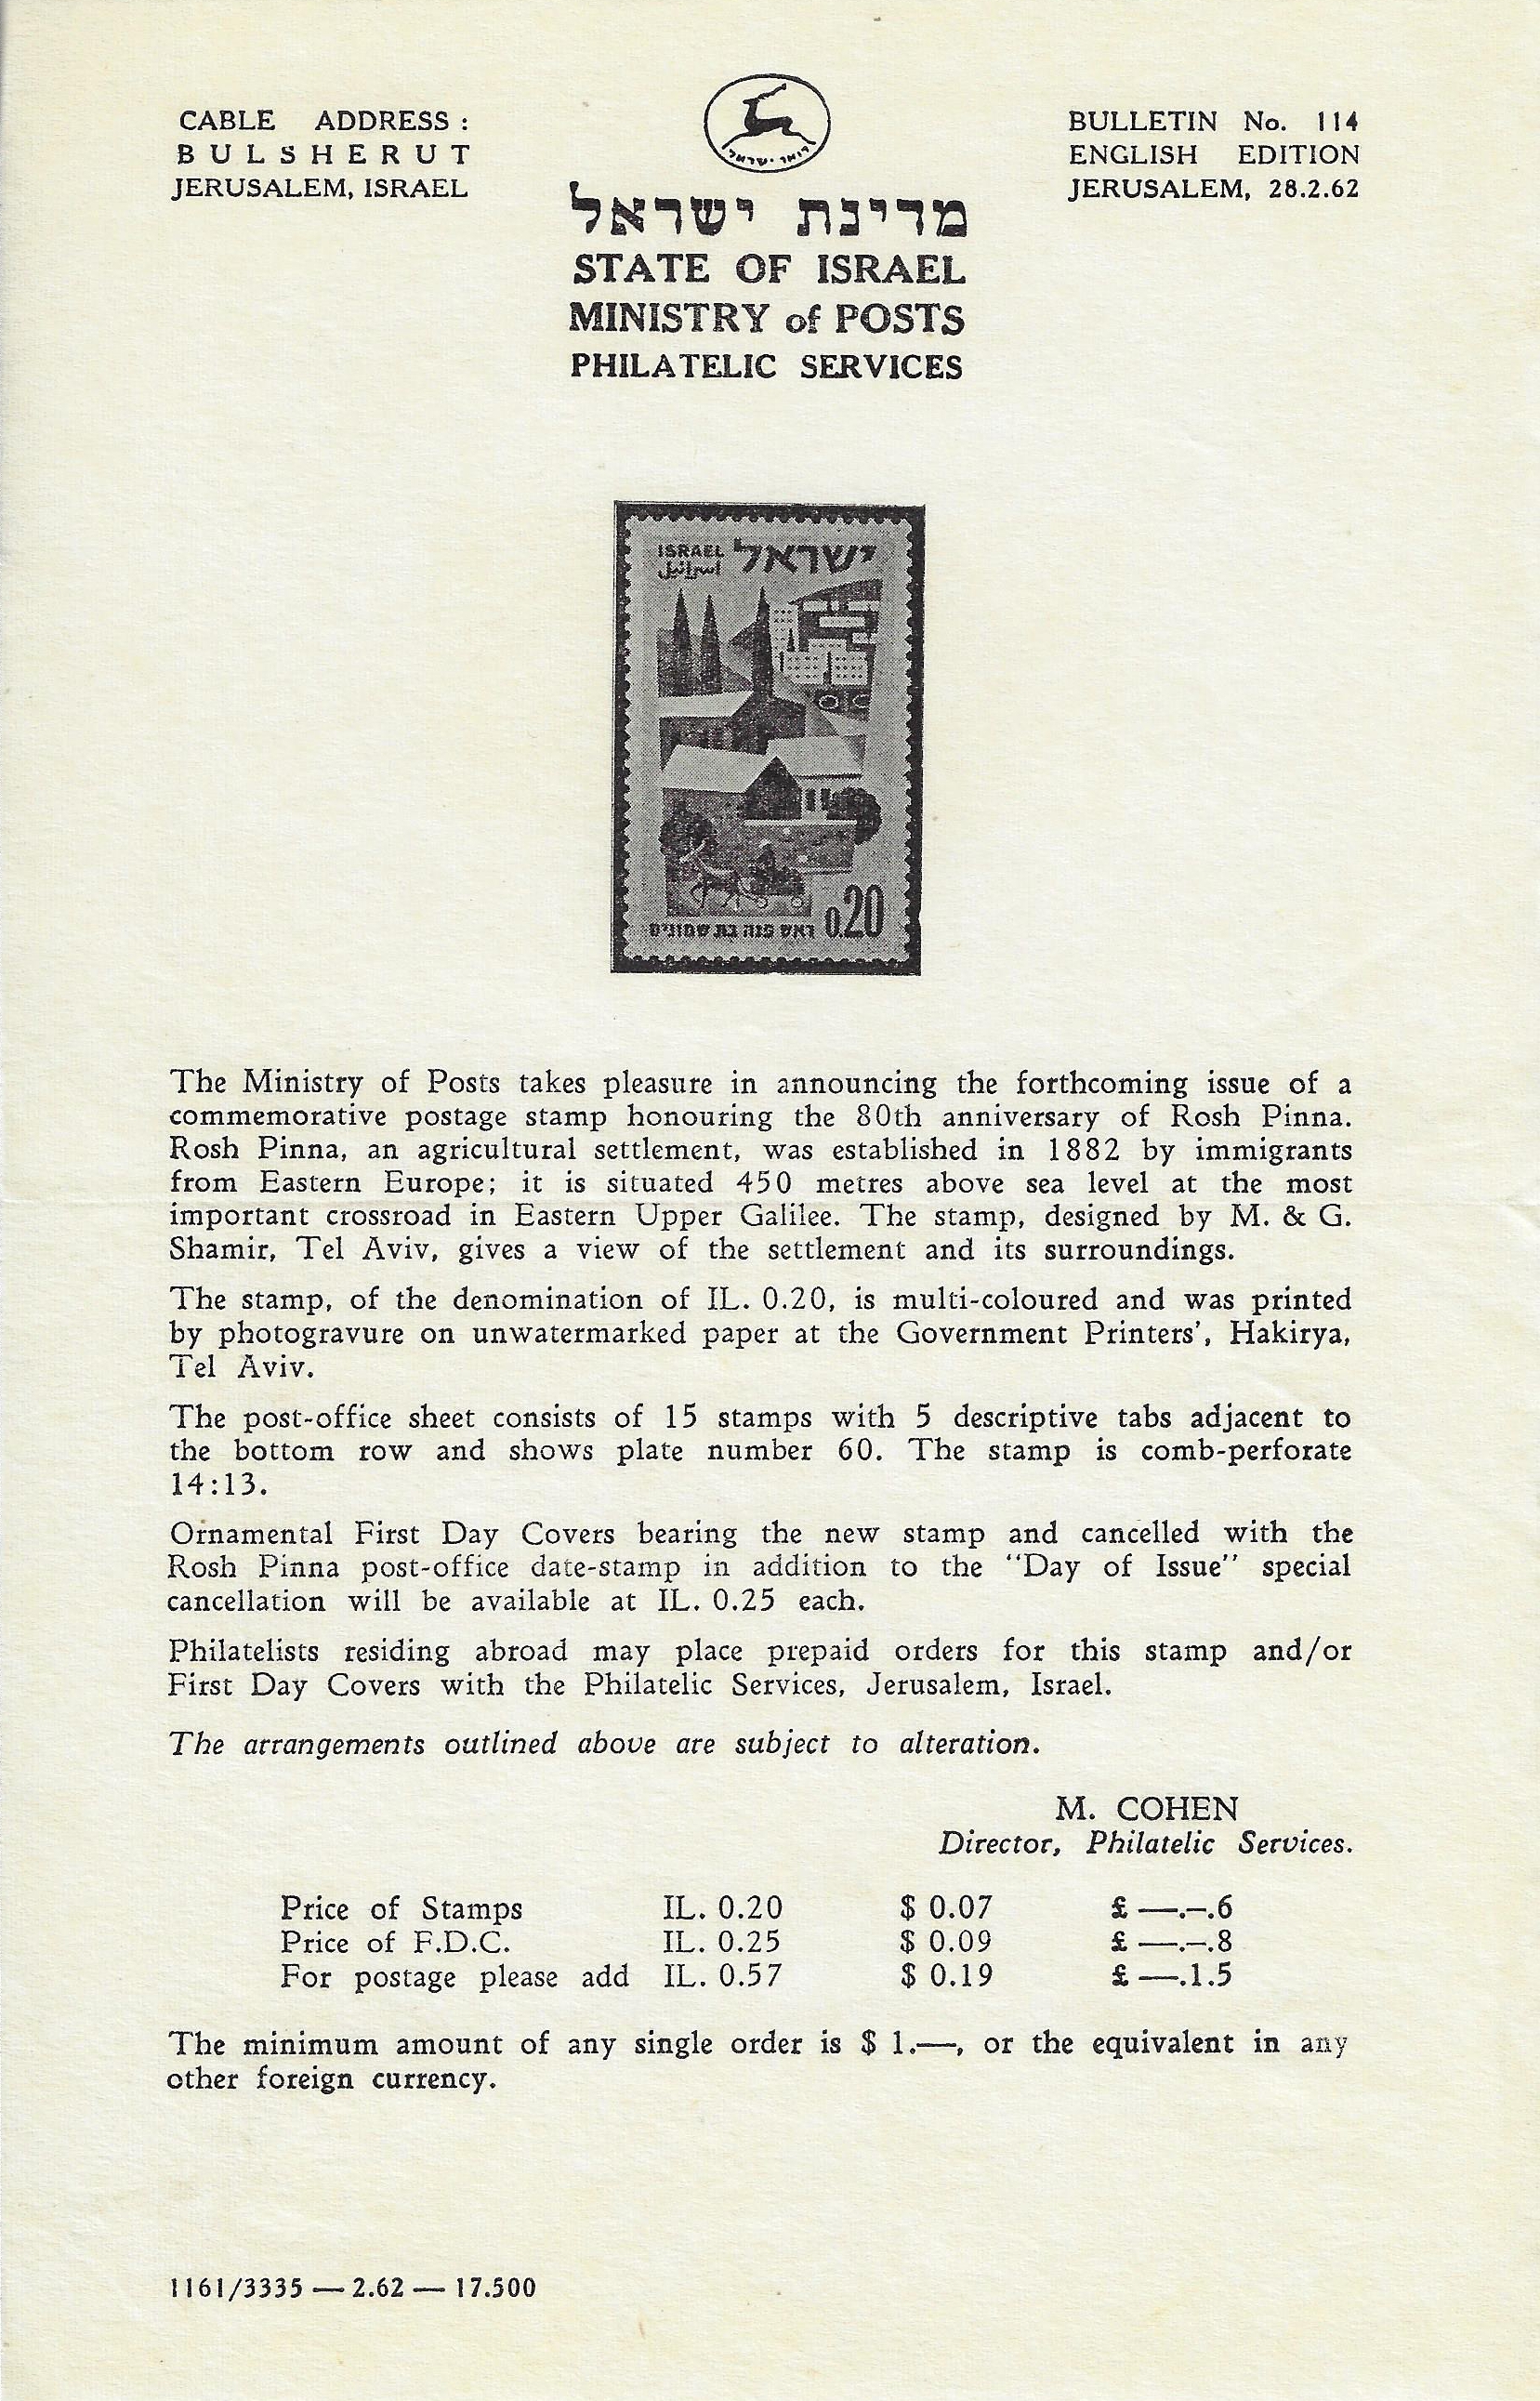 CABLE ADDRESS :
BULSHERUT
JERUSALEM, ISRAEL
דואר · ישראל
BULLETIN No. 114
ENGLISH EDITION
JERUSALEM, 28.2.62
מדינת ישראל
STATE OF ISRAEL
MINISTRY of POSTS
PHILATELIC SERVICES
ISRAEL ישראל
اسرائيل
0.20
ראש פנה בת שמונים
The Ministry of Posts takes pleasure in announcing the forthcoming issue of a
commemorative postage stamp honouring the 80th anniversary of Rosh Pinna.
Rosh Pinna, an agricultural settlement, was established in 1882 by immigrants
from Eastern Europe; it is situated 450 metres above sea level at the most
important crossroad in Eastern Upper Galilee. The stamp, designed by M. & G.
Shamir, Tel Aviv, gives a view of the settlement and its surroundings.
The stamp, of the denomination of IL. 0.20, is multi-coloured and was printed
by photogravure on unwatermarked paper at the Government Printers', Hakirya,
Tel Aviv.
The post-office sheet consists of 15 stamps with 5 descriptive tabs adjacent to
the bottom row and shows plate number 60. The stamp is comb-perforate
14:13.
Ornamental First Day Covers bearing the new stamp and cancelled with the
Rosh Pinna post-office date-stamp in addition to the "Day of Issue" special
cancellation will be available at IL. 0.25 each.
Philatelists residing abroad may place prepaid orders for this stamp and/or
First Day Covers with the Philatelic Services, Jerusalem, Israel.
The arrangements outlined above are subject to alteration.
M. COHEN
Director, Philatelic Services.
Price of Stamps IL. 0.20 $ 0.07 £ —.–.6
Price of F.D.C. IL. 0.25 $ 0.09 £ —.–.8
For postage please add IL. 0.57 $ 0.19 £ —.1.5
The minimum amount of any single order is $ 1.—, or the equivalent in any
other foreign currency.
1161/3335 — 2.62 — 17.500